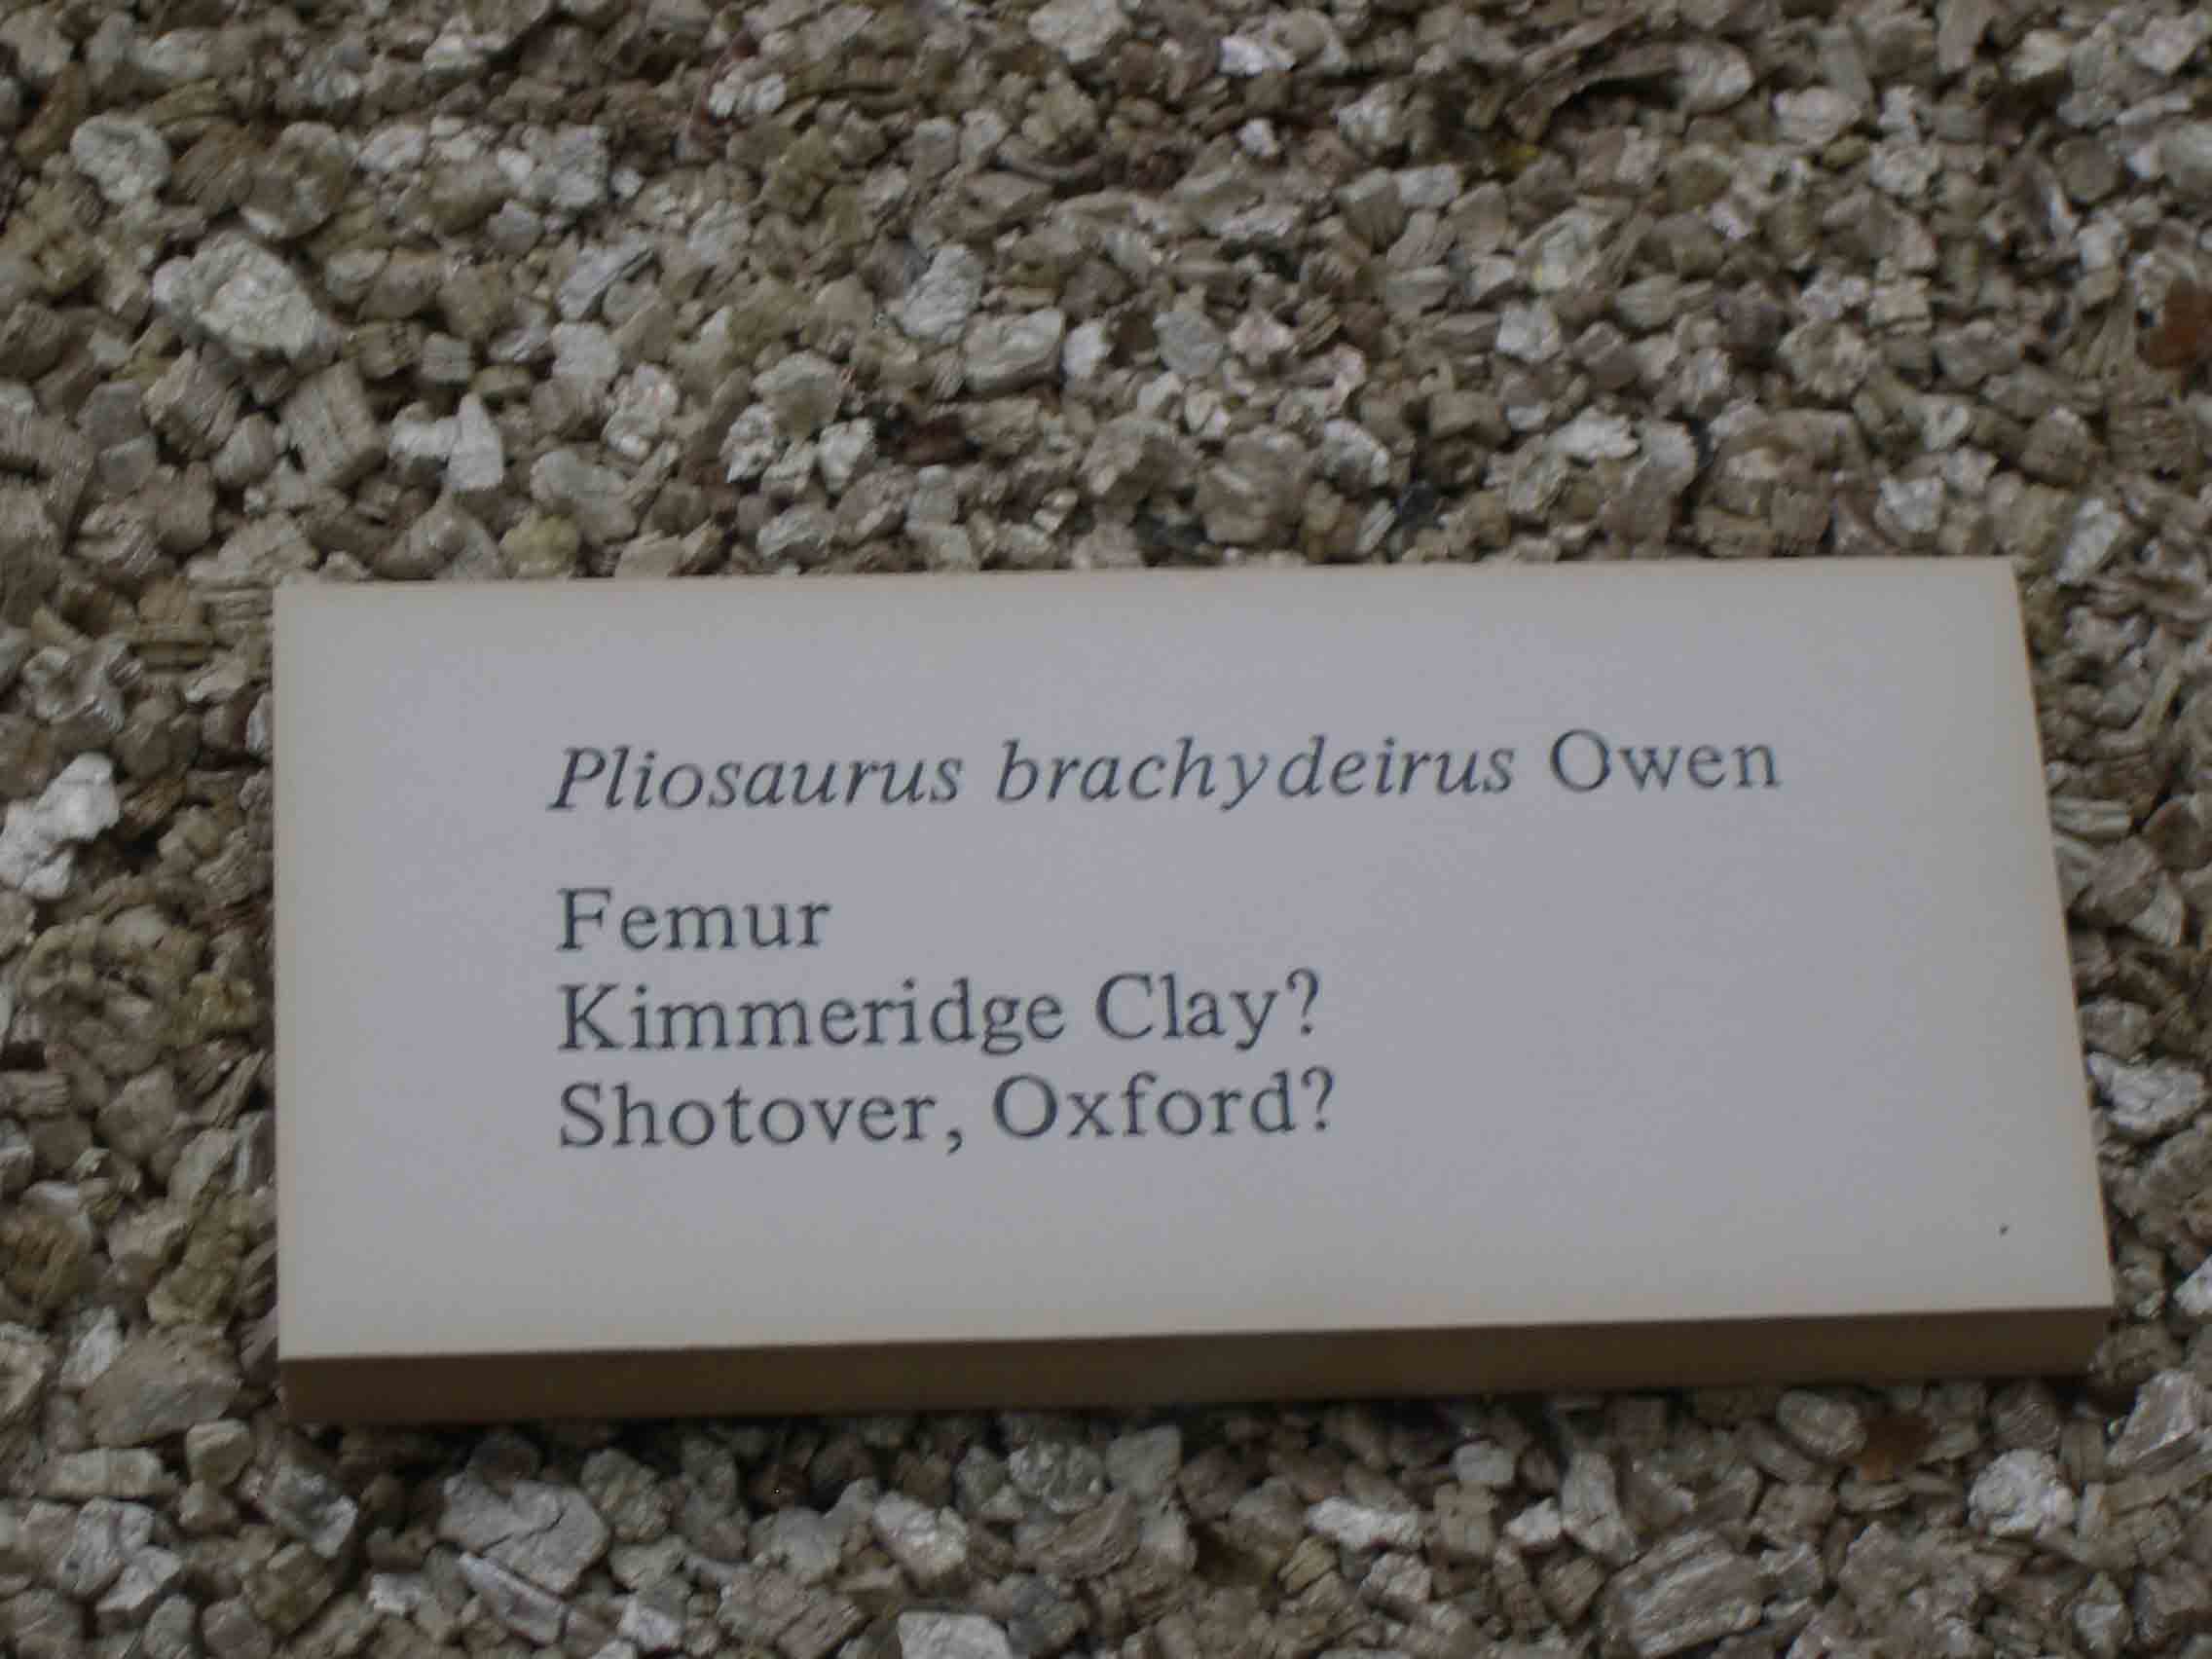 Pliosaurus brachydeirus Owen
Femur
Kimmeridge Clay?
Shotover, Oxford?